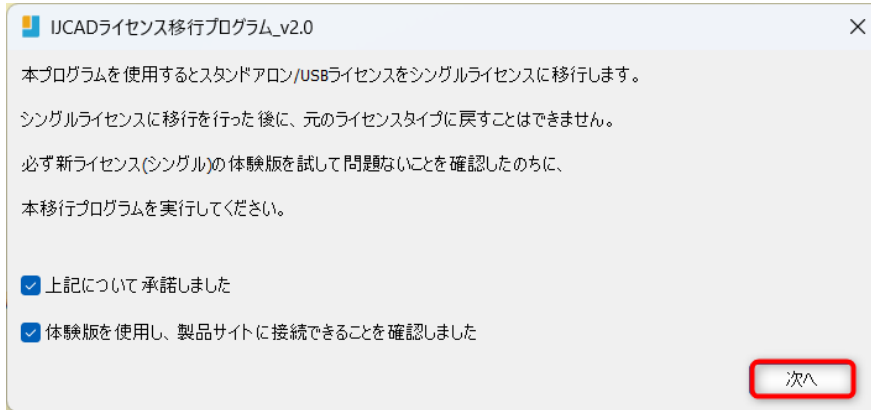 IJCADライセンス移行プログラム_v2.0
本プログラムを使用するとスタンドアロン/USBライセンスをシングルライセンスに移行します。
シングルライセンスに移行を行った後に、元のライセンスタイプに戻すことはできません。
必ず新ライセンス(シングル)の体験版を試して問題ないことを確認したのちに、
本移行プログラムを実行してください。
上記について承諾しました
体験版を使用し、製品サイトに接続できることを確認しました
次へ